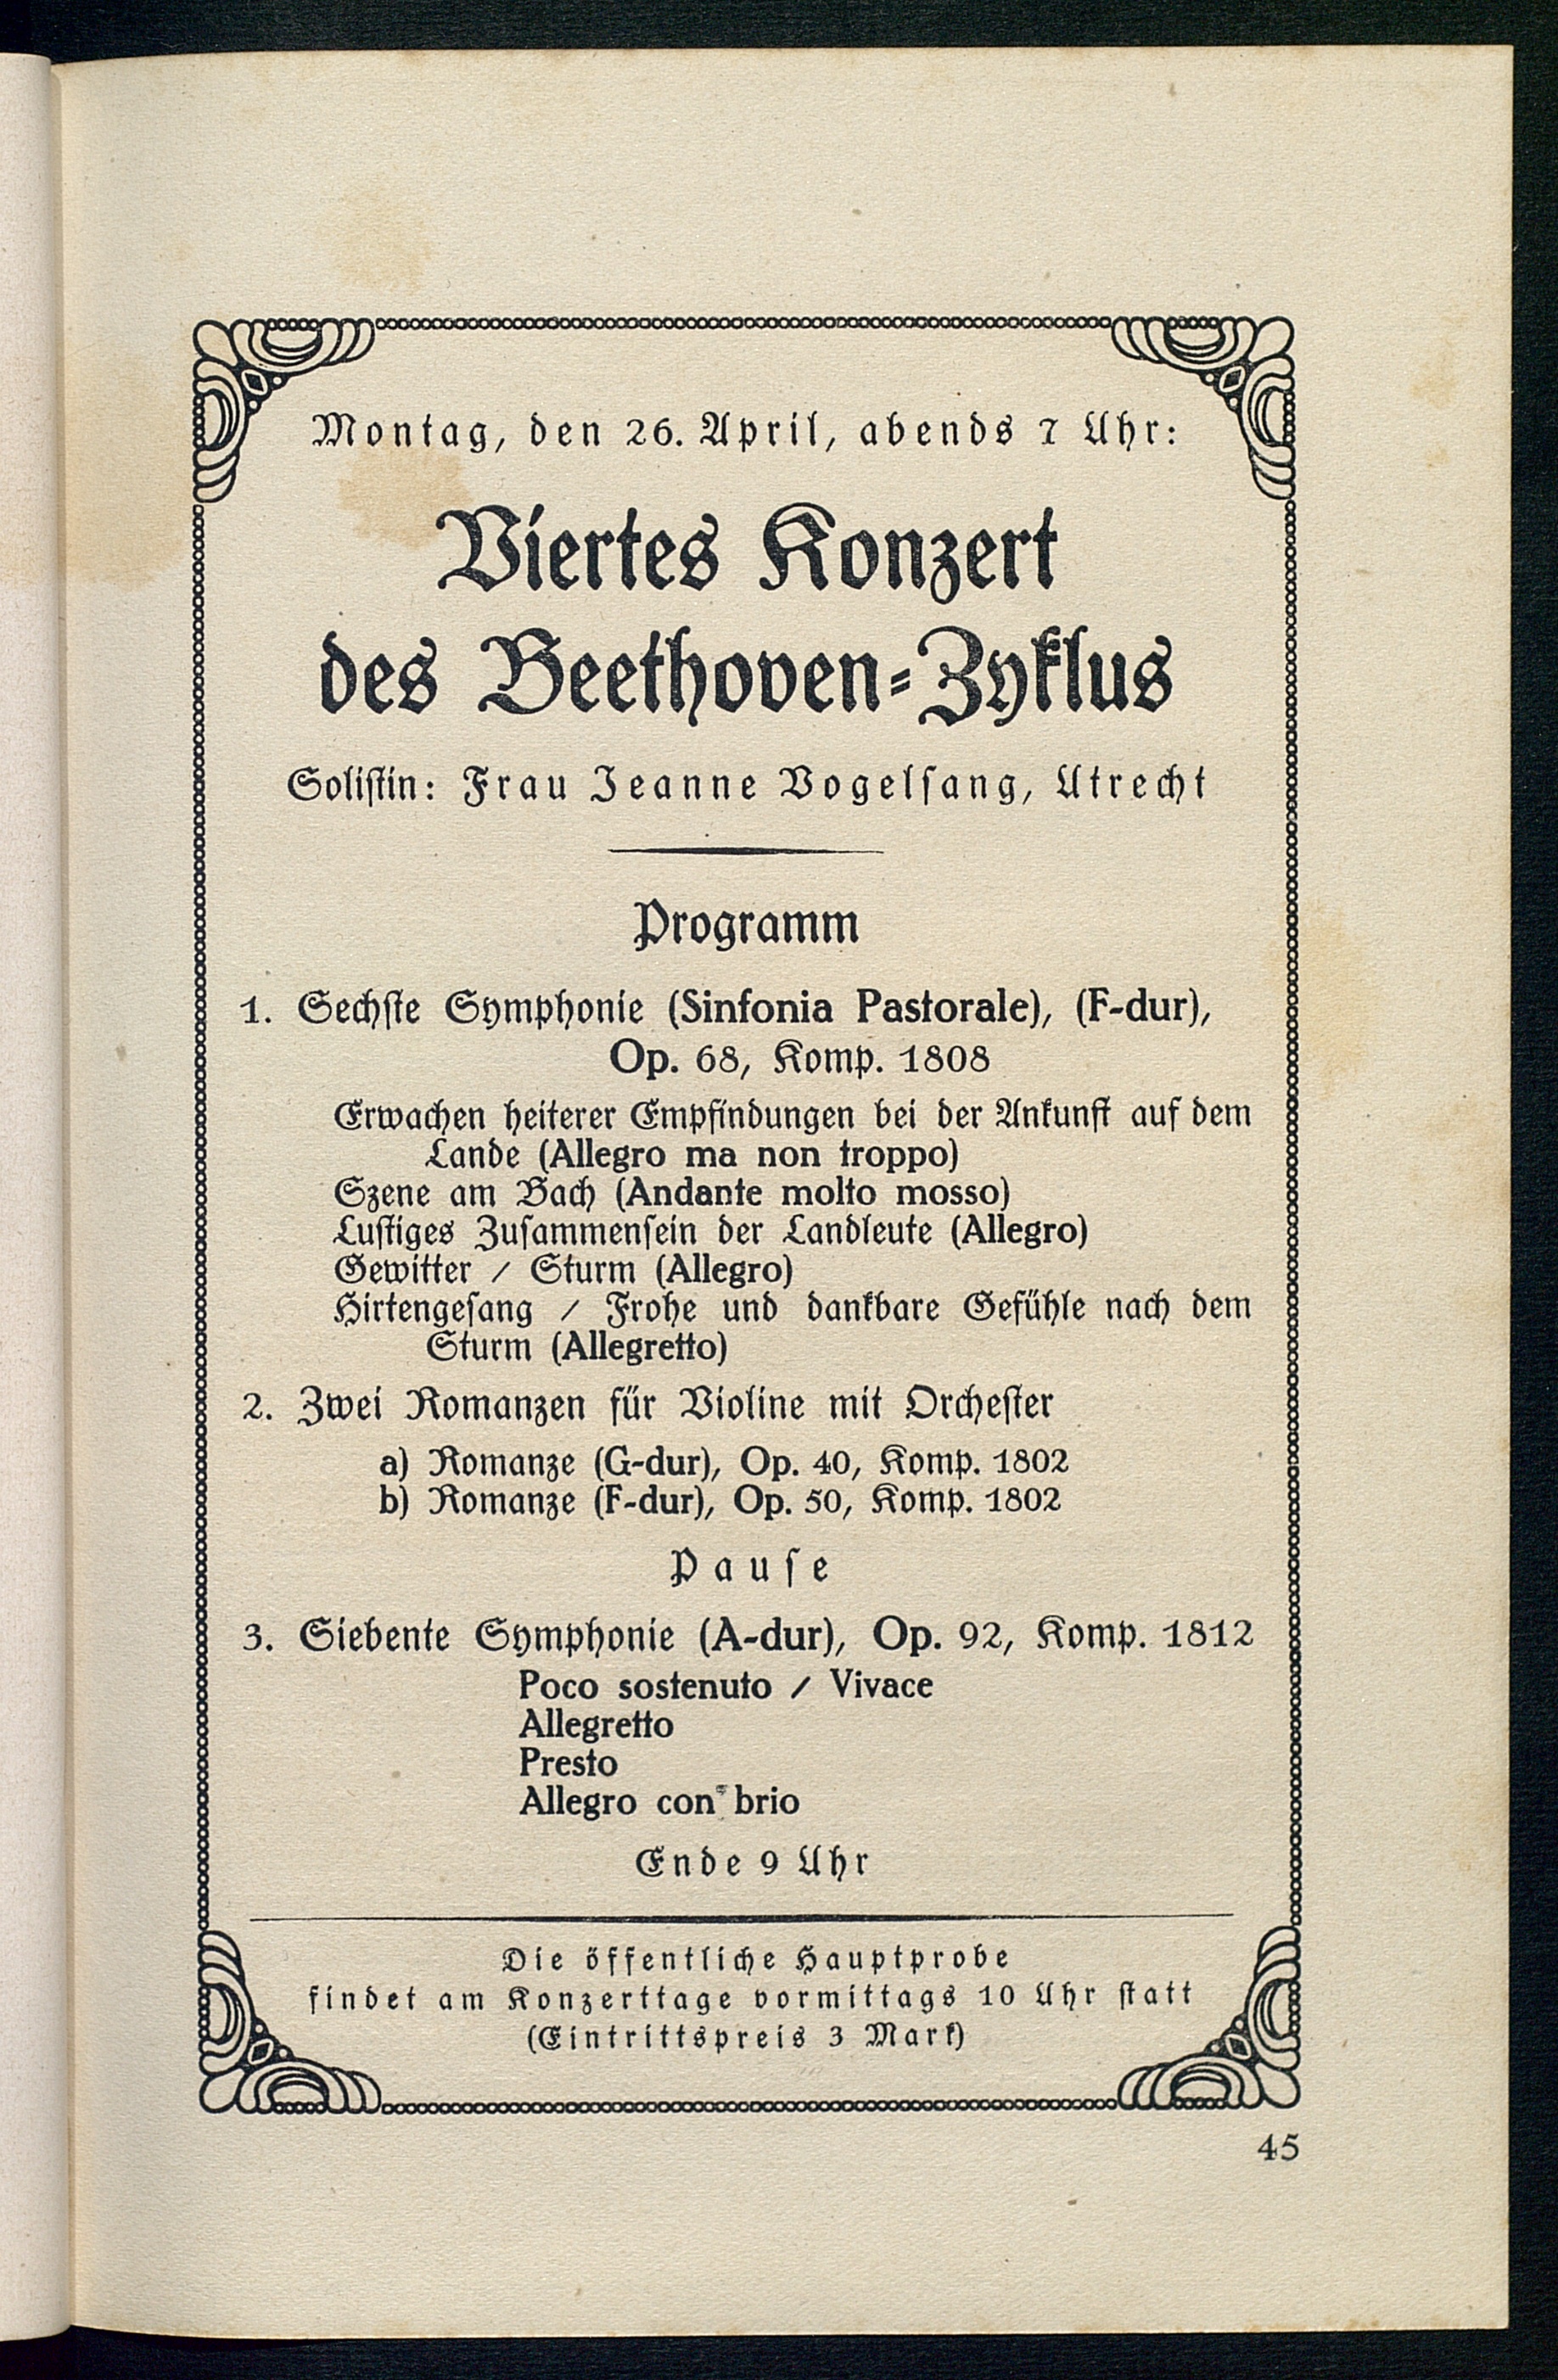 Montag, den 26. April, abends 7 Uhr:
Viertes Konzert
des Beethoven-Zyklus
Solistin: Frau Jeanne Vogelsang, Utrecht
Programm
1. Sechste Symphonie (Sinfonia Pastorale), (F-dur),
Op. 68, Komp. 1808
Erwachen heiterer Empfindungen bei der Ankunft auf dem
Lande (Allegro ma non troppo)
Szene am Bach (Andante molto mosso)
Lustiges Zusammensein der Landleute (Allegro)
Gewitter / Sturm (Allegro)
Hirtengesang / Frohe und dankbare Gefühle nach dem
Sturm (Allegretto)
2. Zwei Romanzen für Violine mit Orchester
a) Romanze (G-dur), Op. 40, Komp. 1802
b) Romanze (F-dur), Op. 50, Komp. 1802
Pause
3. Siebente Symphonie (A-dur), Op. 92, Komp. 1812
Poco sostenuto / Vivace
Allegretto
Presto
Allegro con brio
Ende 9 Uhr
Die öffentliche Hauptprobe
findet am Konzerttage vormittags 10 Uhr statt
(Eintrittspreis 3 Mark)
45